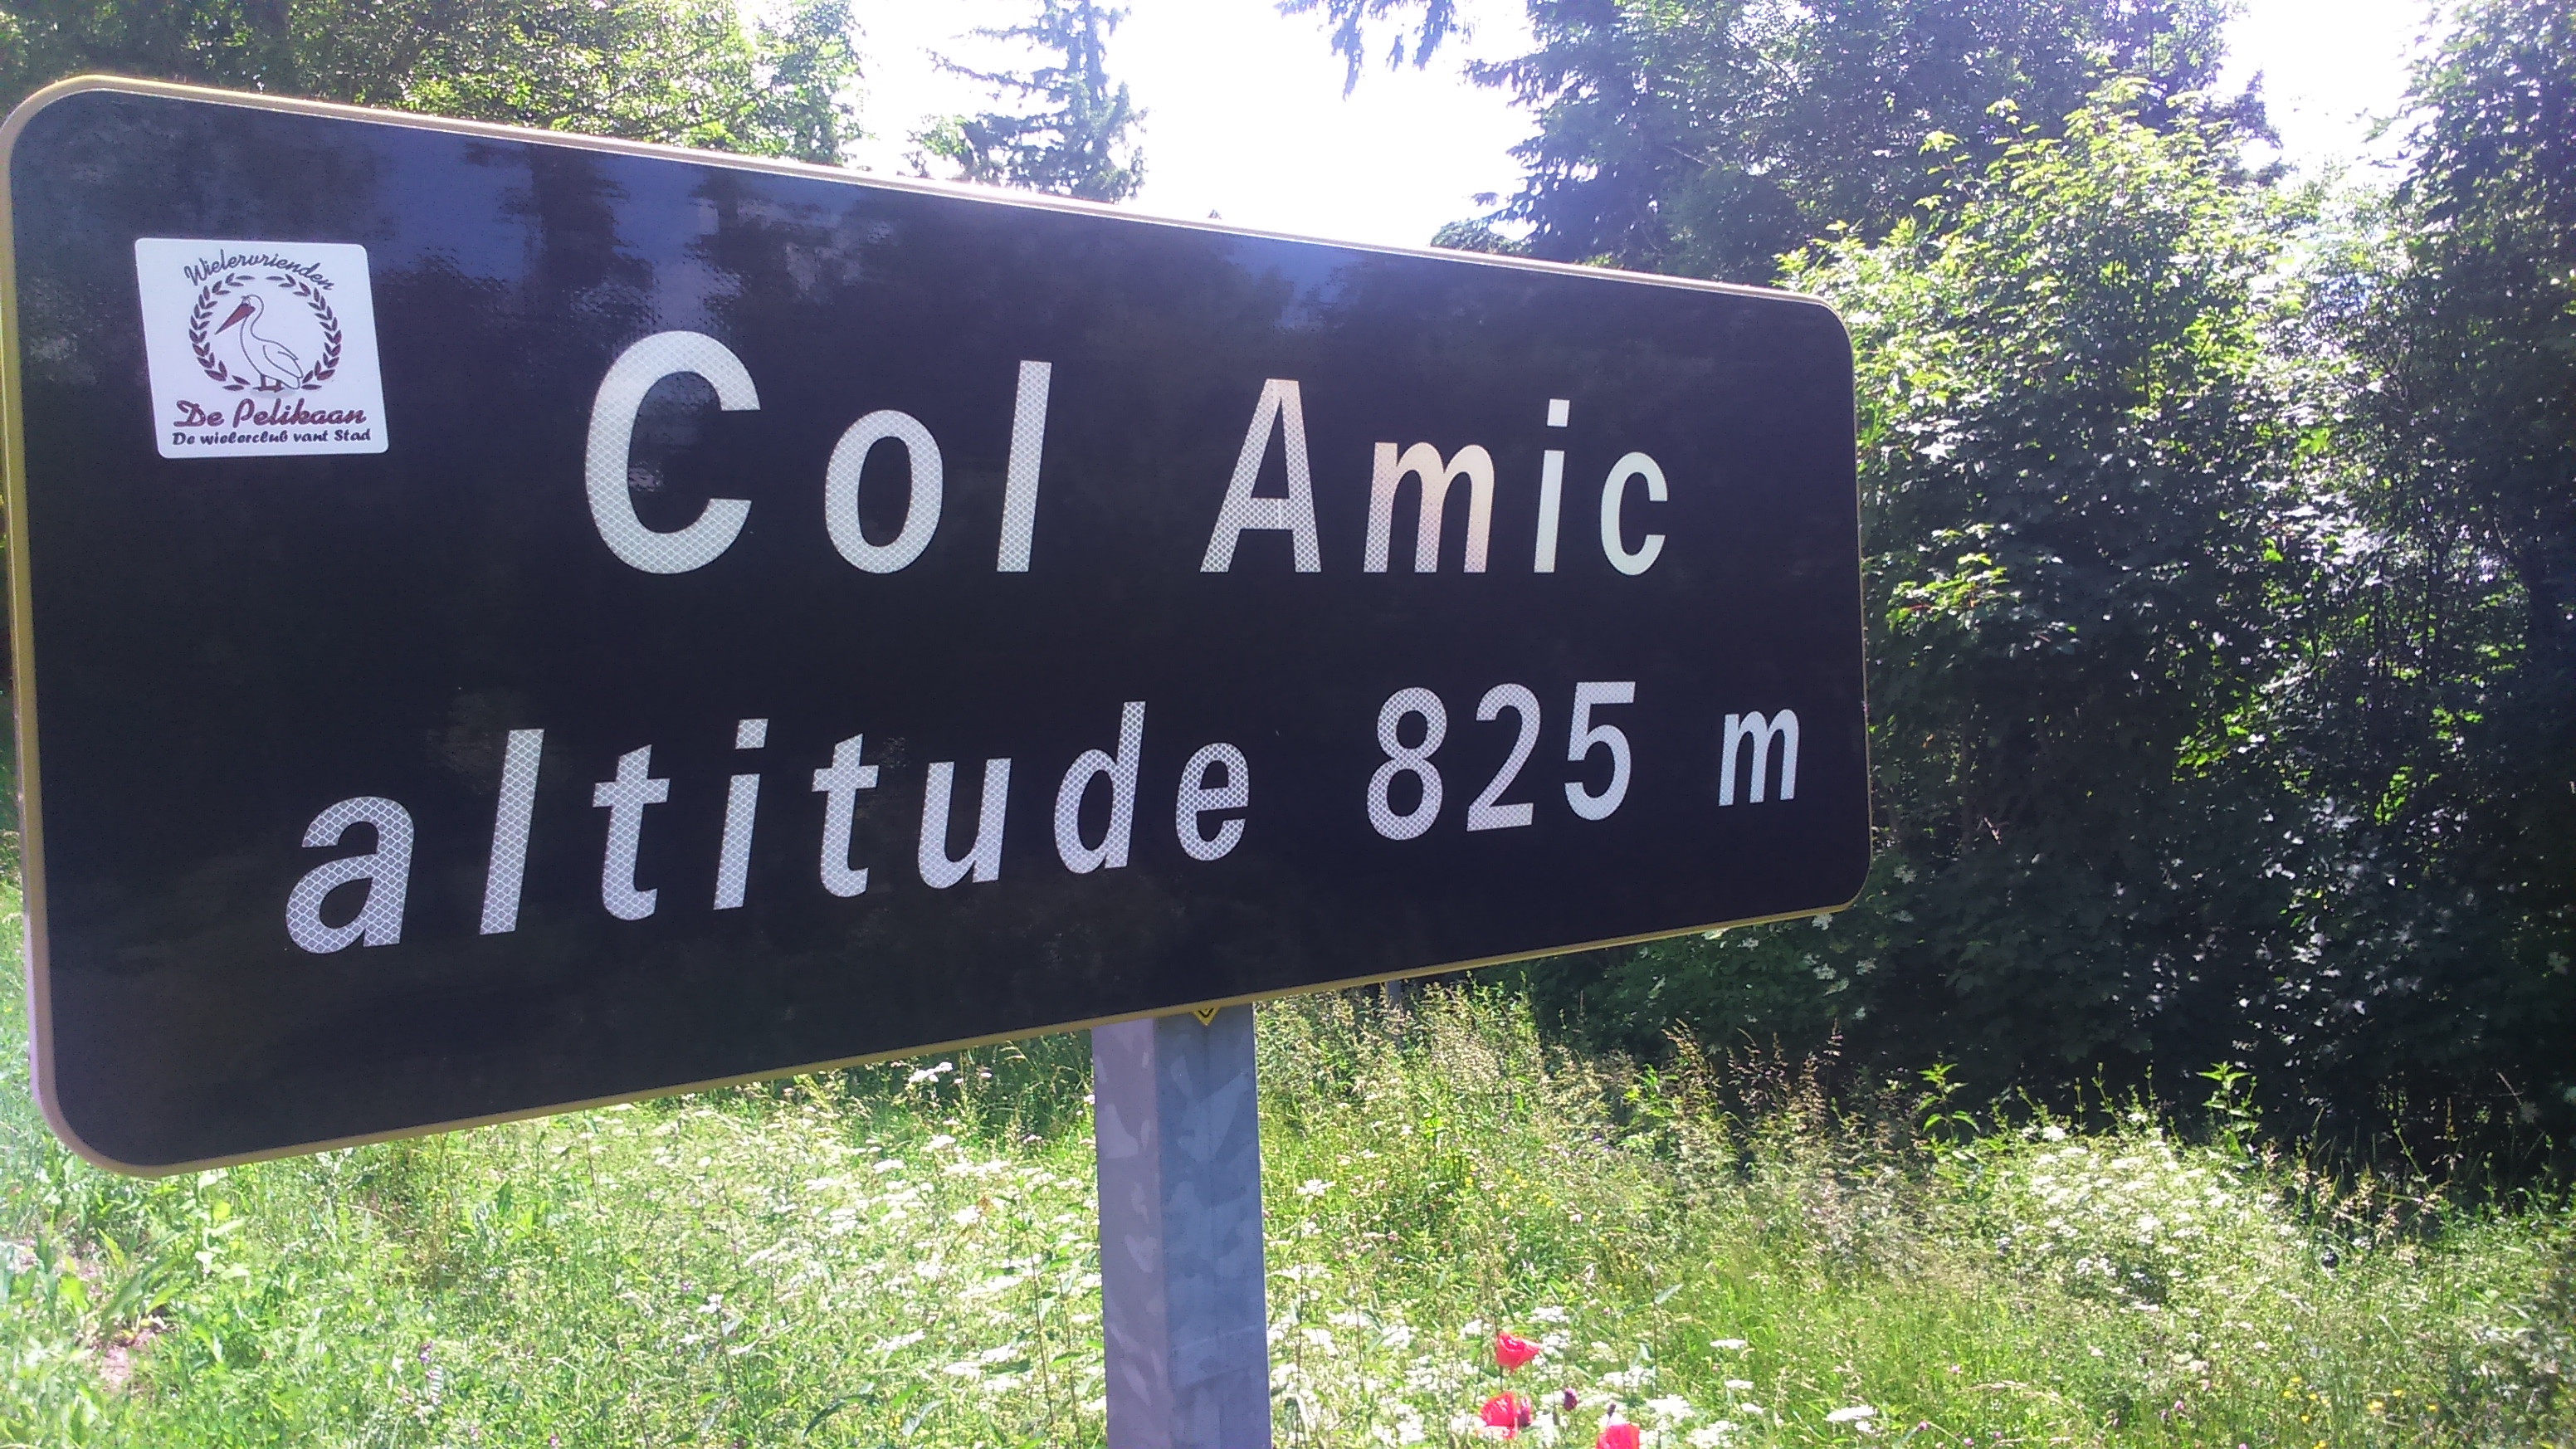 Wielervrienden
De Pelikaan
De wielerclub vant Stad
Col Amic
altitude 825 m